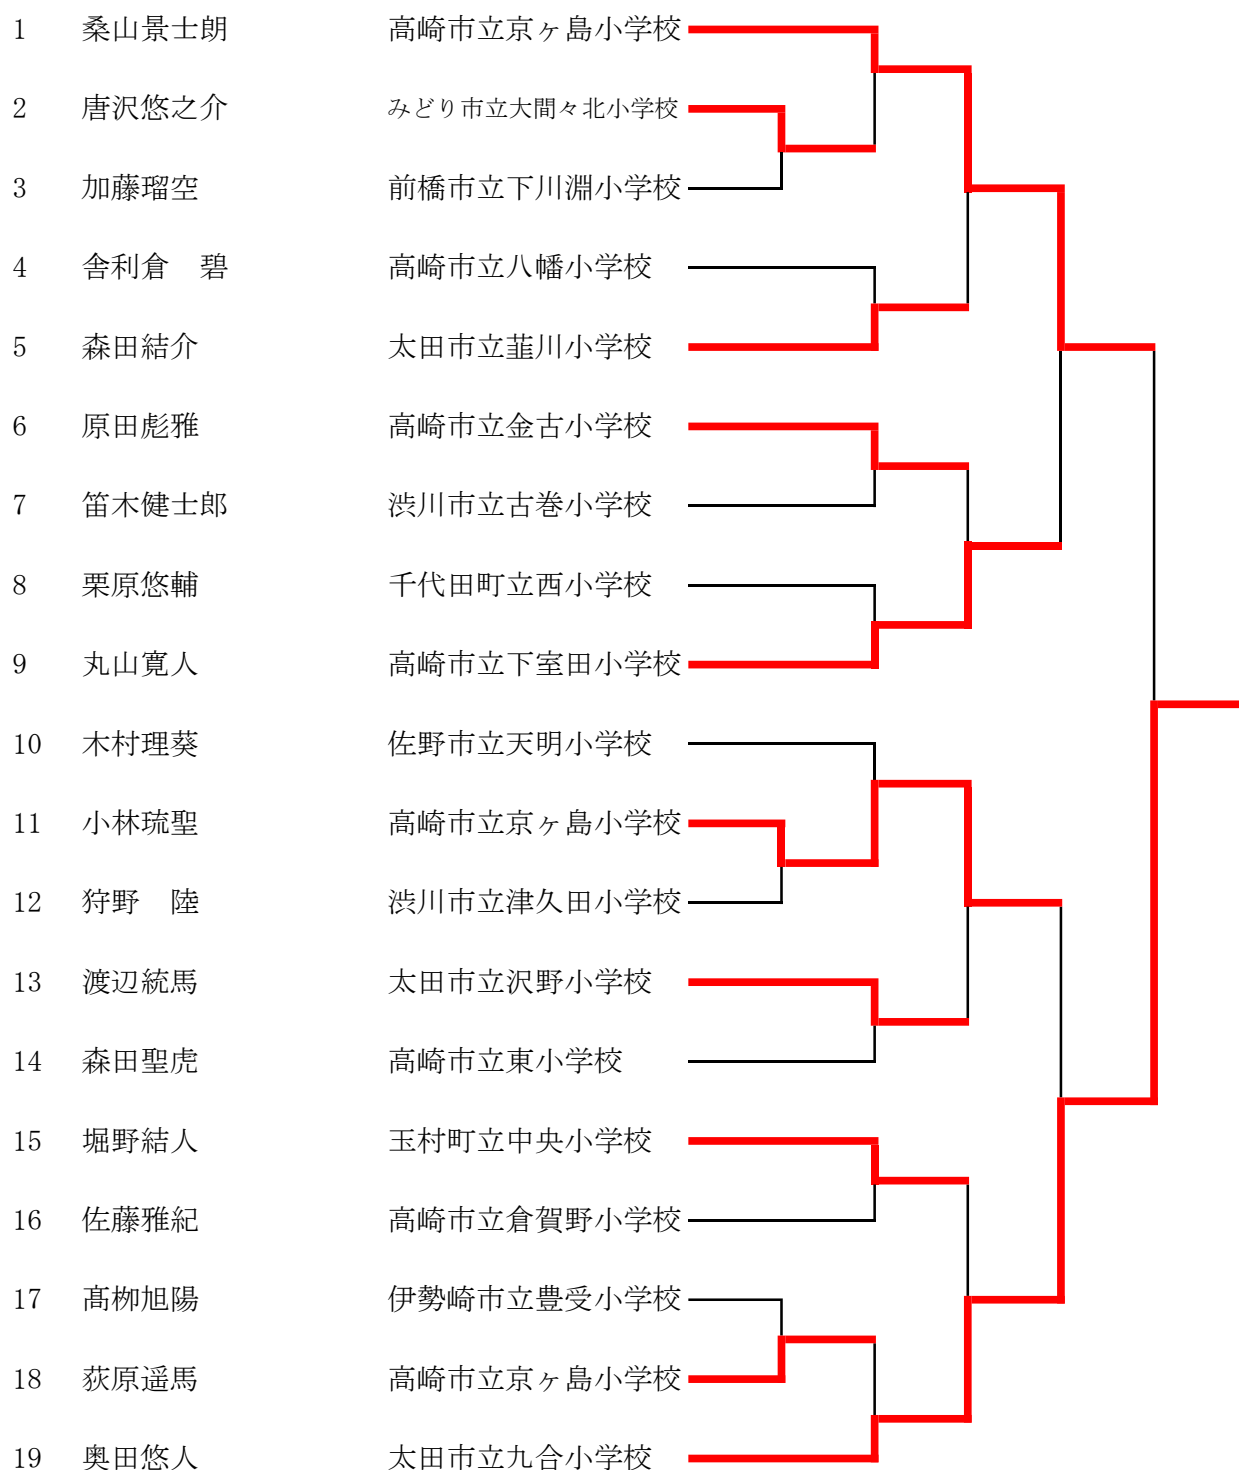 1 桑山景士朗 高崎市立京ヶ島小学校
2 唐沢悠之介 みどり市立大間々北小学校
3 加藤瑠空 前橋市立下川淵小学校
4 舎利倉　碧 高崎市立八幡小学校
5 森田結介 太田市立韮川小学校
6 原田彪雅 高崎市立金古小学校
7 笛木健士郎 渋川市立古巻小学校
8 栗原悠輔 千代田町立西小学校
9 丸山寛人 高崎市立下室田小学校
10 木村理葵 佐野市立天明小学校
11 小林琉聖 高崎市立京ヶ島小学校
12 狩野　陸 渋川市立津久田小学校
13 渡辺統馬 太田市立沢野小学校
14 森田聖虎 高崎市立東小学校
15 堀野結人 玉村町立中央小学校
16 佐藤雅紀 高崎市立倉賀野小学校
17 髙栁旭陽 伊勢崎市立豊受小学校
18 荻原遥馬 高崎市立京ヶ島小学校
19 奥田悠人 太田市立九合小学校